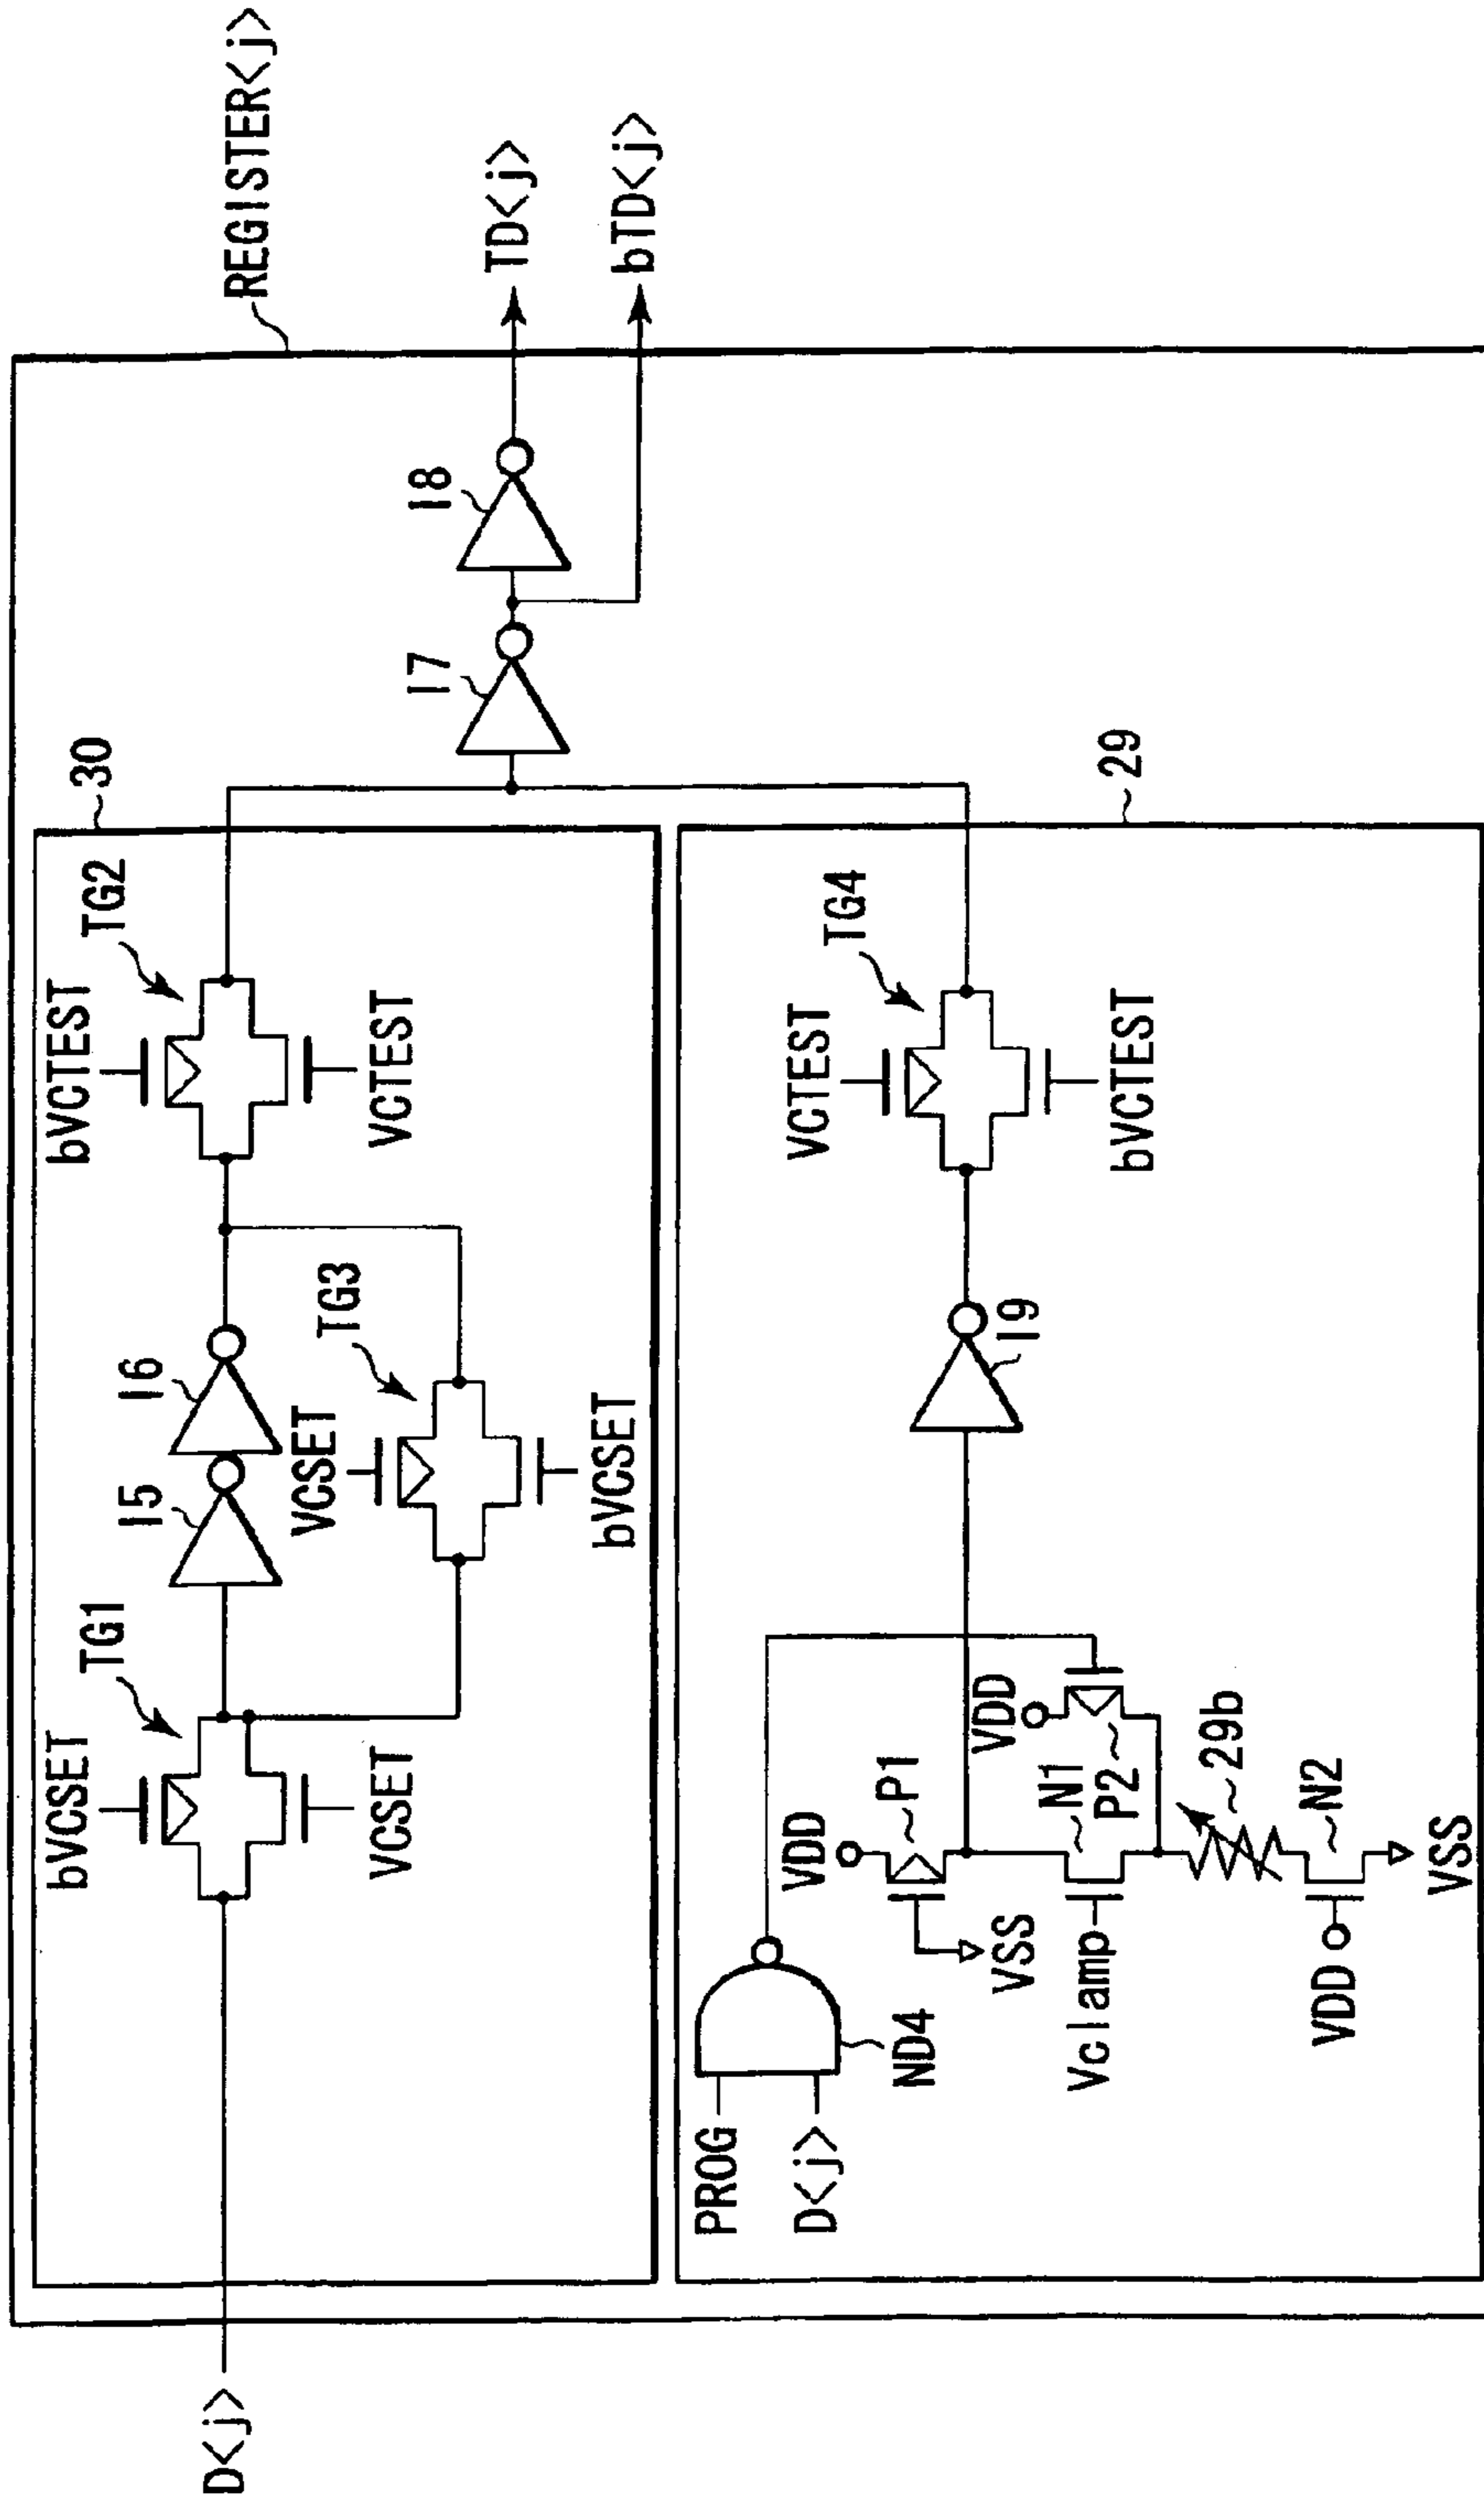 REGISTER<j>
30
bVCSET
TG1
I5
I6
bVCTEST
TG2
VCSET
VCSET
TG3
VCTEST
D<j>
bVCSET
I7
I8
TD<j>
bTD<j>
29
PROG
D<j>
ND4
VDD
P1
VSS
VDD
Vclamp
N1
P2
29b
VDD
N2
VSS
I9
VCTEST
TG4
bVCTEST